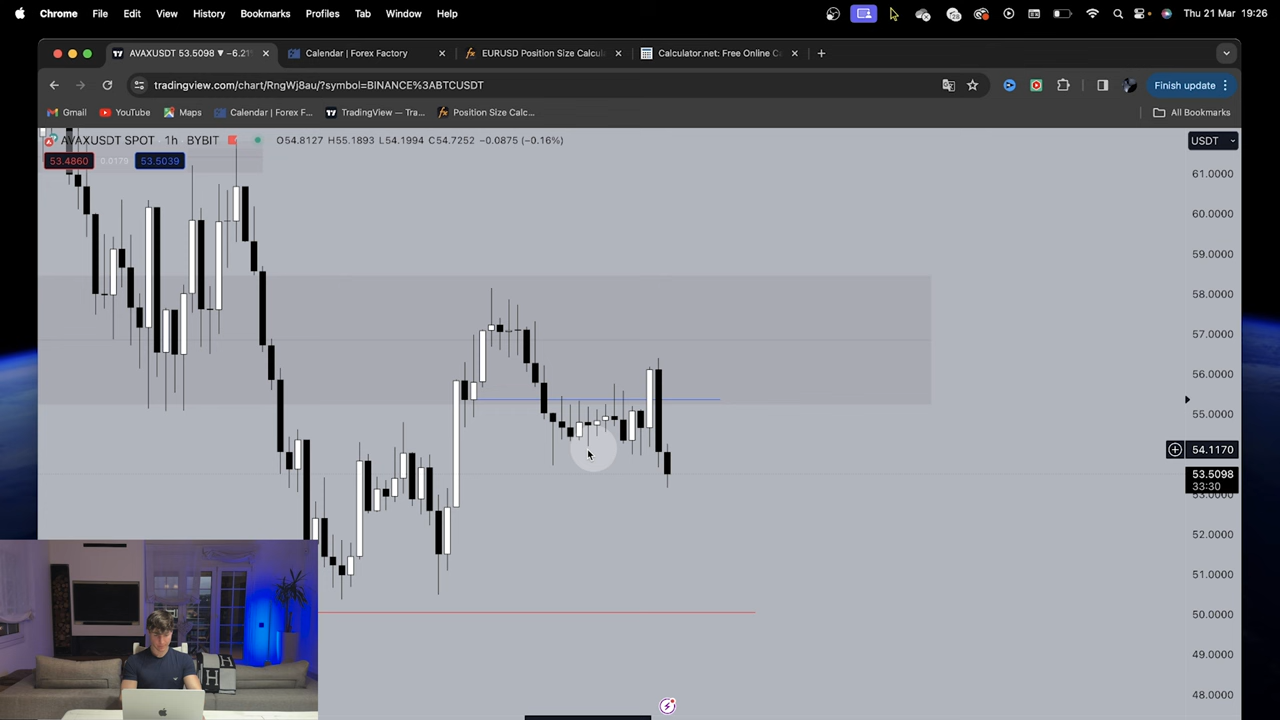 Chrome File Edit View History Bookmarks Profiles Tab Window Help 28 Thu 21 Mar 19:26
AVAXUSDT 53.5098 ▼ −6.21 Calendar | Forex Factory EURUSD Position Size Calcul Calculator.net: Free Online C
tradingview.com/chart/RngWj8au/?symbol=BINANCE%3ABTCUSDT Finish update
Gmail YouTube Maps Calendar | Forex F... TradingView — Tra... Position Size Calc... All Bookmarks
AVAXUSDT SPOT · 1h BYBIT O54.8127 H55.1893 L54.1994 C54.7252 −0.0875 (−0.16%) USDT
53.4860 0.0179 53.5039
61.0000
60.0000
59.0000
58.0000
57.0000
56.0000
55.0000
54.1170
53.5098
33:30
53.0000
52.0000
51.0000
50.0000
49.0000
48.0000